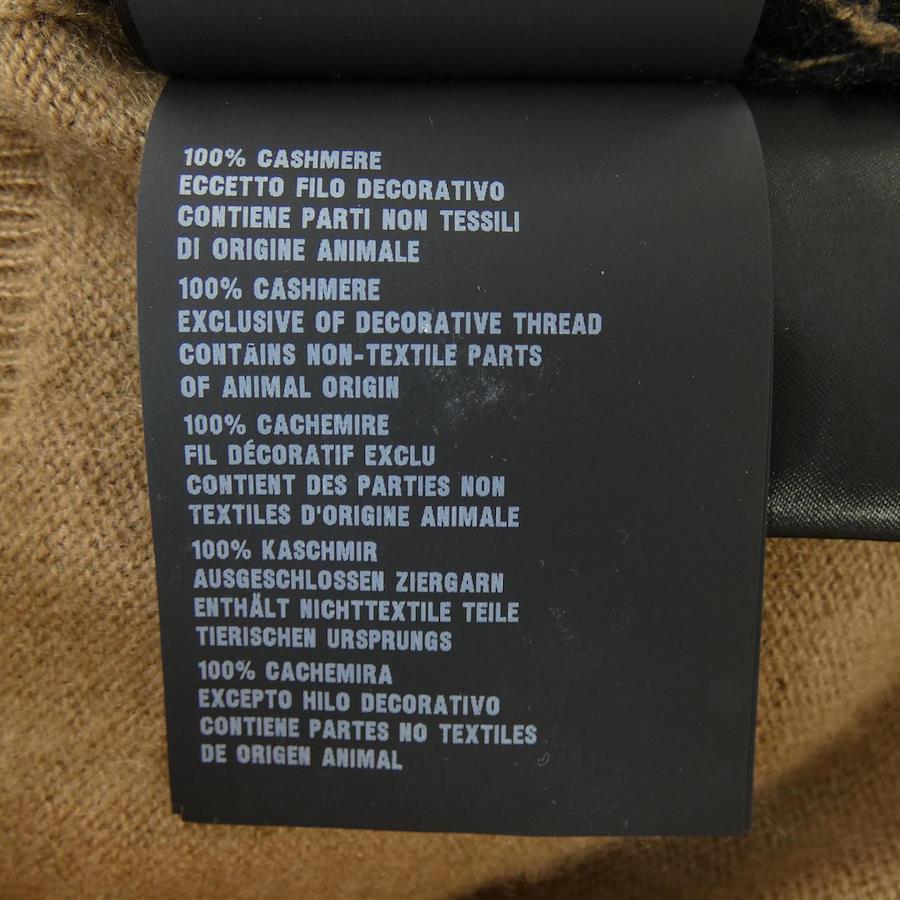 100% CASHMERE
ECCETTO FILO DECORATIVO
CONTIENE PARTI NON TESSILI
DI ORIGINE ANIMALE
100% CASHMERE
EXCLUSIVE OF DECORATIVE THREAD
CONTAINS NON-TEXTILE PARTS
OF ANIMAL ORIGIN
100% CACHEMIRE
FIL DÉCORATIF EXCLU
CONTIENT DES PARTIES NON
TEXTILES D'ORIGINE ANIMALE
100% KASCHMIR
AUSGESCHLOSSEN ZIERGARN
ENTHÄLT NICHTTEXTILE TEILE
TIERISCHEN URSPRUNGS
100% CACHEMIRA
EXCEPTO HILO DECORATIVO
CONTIENE PARTES NO TEXTILES
DE ORIGEN ANIMAL